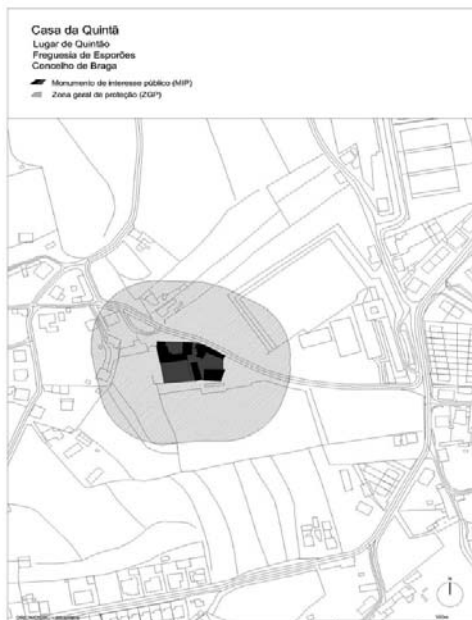 Casa da Quintã
Lugar de Quintão
Freguesia de Esporões
Concelho de Braga
Monumento de interesse público (MIP)
Zona geral de proteção (ZGP)
N
100m